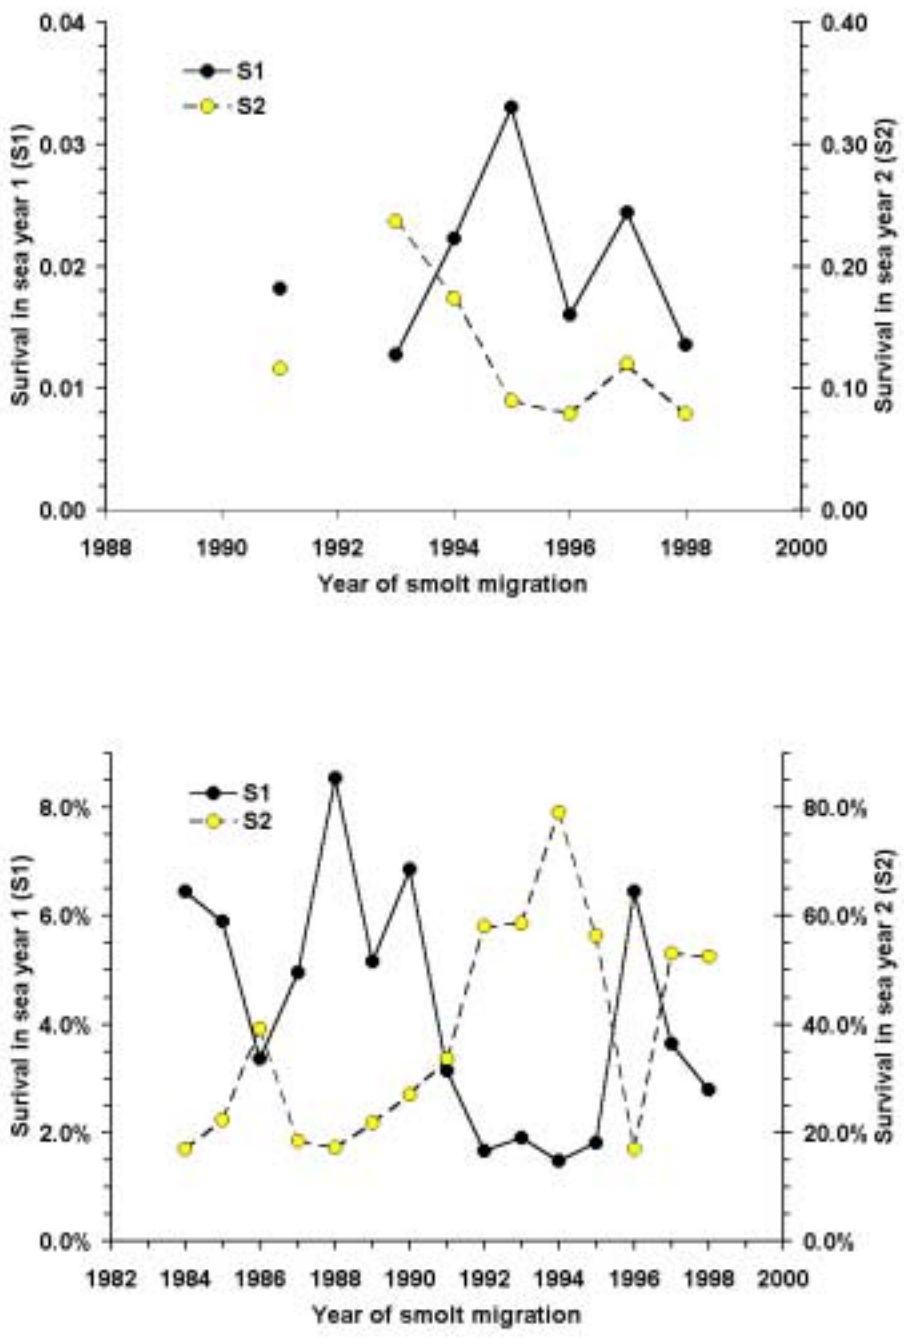 0.04
0.40
S1
S2
0.03
0.30
Surival in sea year 1 (S1)
Survival in sea year 2 (S2)
0.02
0.20
0.01
0.10
0.00
0.00
1988 1990 1992 1994 1996 1998 2000
Year of smolt migration
S1
S2
8.0%
80.0%
Surival in sea year 1 (S1)
Survival in sea year 2 (S2)
6.0%
60.0%
4.0%
40.0%
2.0%
20.0%
0.0%
0.0%
1982 1984 1986 1988 1990 1992 1994 1996 1998 2000
Year of smolt migration